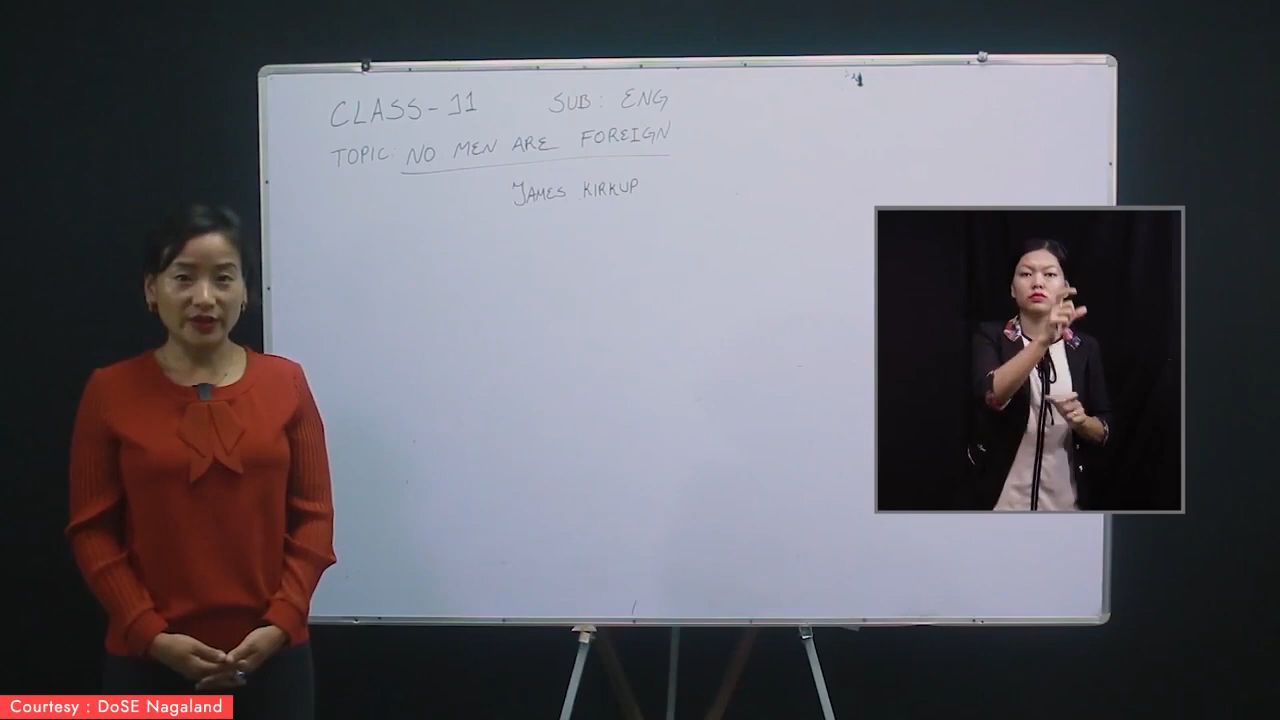 CLASS-11 SUB: ENG
TOPIC: NO MEN ARE FOREIGN
JAMES KIRKUP
Courtesy : DoSE Nagaland